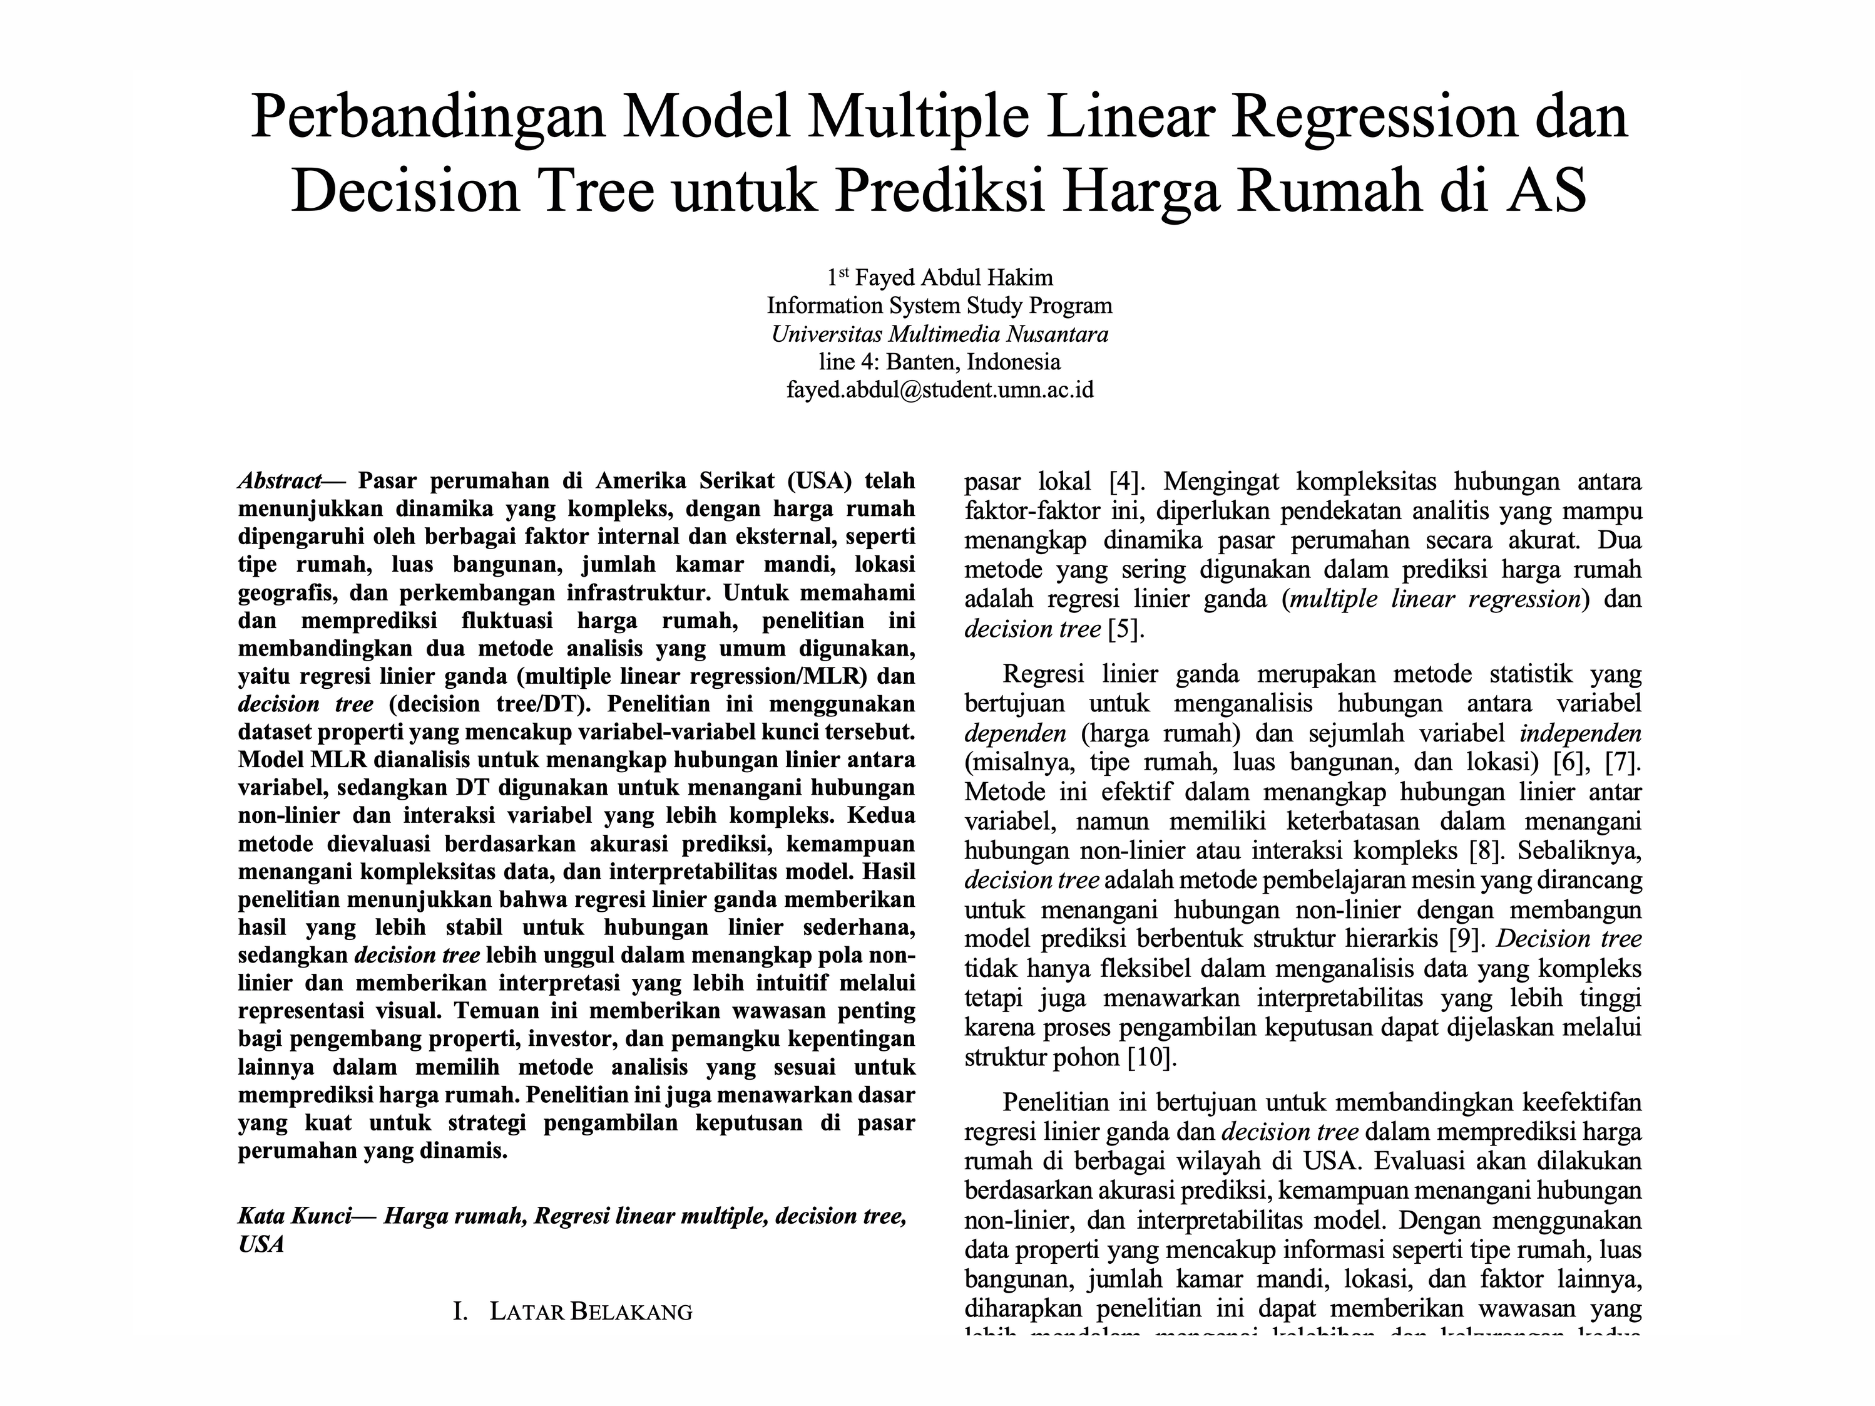 Perbandingan Model Multiple Linear Regression dan
Decision Tree untuk Prediksi Harga Rumah di AS
1st Fayed Abdul Hakim
Information System Study Program
Universitas Multimedia Nusantara
line 4: Banten, Indonesia
fayed.abdul@student.umn.ac.id
Abstract— Pasar perumahan di Amerika Serikat (USA) telah
menunjukkan dinamika yang kompleks, dengan harga rumah
dipengaruhi oleh berbagai faktor internal dan eksternal, seperti
tipe rumah, luas bangunan, jumlah kamar mandi, lokasi
geografis, dan perkembangan infrastruktur. Untuk memahami
dan memprediksi fluktuasi harga rumah, penelitian ini
membandingkan dua metode analisis yang umum digunakan,
yaitu regresi linier ganda (multiple linear regression/MLR) dan
decision tree (decision tree/DT). Penelitian ini menggunakan
dataset properti yang mencakup variabel-variabel kunci tersebut.
Model MLR dianalisis untuk menangkap hubungan linier antara
variabel, sedangkan DT digunakan untuk menangani hubungan
non-linier dan interaksi variabel yang lebih kompleks. Kedua
metode dievaluasi berdasarkan akurasi prediksi, kemampuan
menangani kompleksitas data, dan interpretabilitas model. Hasil
penelitian menunjukkan bahwa regresi linier ganda memberikan
hasil yang lebih stabil untuk hubungan linier sederhana,
sedangkan decision tree lebih unggul dalam menangkap pola non-
linier dan memberikan interpretasi yang lebih intuitif melalui
representasi visual. Temuan ini memberikan wawasan penting
bagi pengembang properti, investor, dan pemangku kepentingan
lainnya dalam memilih metode analisis yang sesuai untuk
memprediksi harga rumah. Penelitian ini juga menawarkan dasar
yang kuat untuk strategi pengambilan keputusan di pasar
perumahan yang dinamis.
Kata Kunci— Harga rumah, Regresi linear multiple, decision tree,
USA
I. LATAR BELAKANG
pasar lokal [4]. Mengingat kompleksitas hubungan antara
faktor-faktor ini, diperlukan pendekatan analitis yang mampu
menangkap dinamika pasar perumahan secara akurat. Dua
metode yang sering digunakan dalam prediksi harga rumah
adalah regresi linier ganda (multiple linear regression) dan
decision tree [5].
Regresi linier ganda merupakan metode statistik yang
bertujuan untuk menganalisis hubungan antara variabel
dependen (harga rumah) dan sejumlah variabel independen
(misalnya, tipe rumah, luas bangunan, dan lokasi) [6], [7].
Metode ini efektif dalam menangkap hubungan linier antar
variabel, namun memiliki keterbatasan dalam menangani
hubungan non-linier atau interaksi kompleks [8]. Sebaliknya,
decision tree adalah metode pembelajaran mesin yang dirancang
untuk menangani hubungan non-linier dengan membangun
model prediksi berbentuk struktur hierarkis [9]. Decision tree
tidak hanya fleksibel dalam menganalisis data yang kompleks
tetapi juga menawarkan interpretabilitas yang lebih tinggi
karena proses pengambilan keputusan dapat dijelaskan melalui
struktur pohon [10].
Penelitian ini bertujuan untuk membandingkan keefektifan
regresi linier ganda dan decision tree dalam memprediksi harga
rumah di berbagai wilayah di USA. Evaluasi akan dilakukan
berdasarkan akurasi prediksi, kemampuan menangani hubungan
non-linier, dan interpretabilitas model. Dengan menggunakan
data properti yang mencakup informasi seperti tipe rumah, luas
bangunan, jumlah kamar mandi, lokasi, dan faktor lainnya,
diharapkan penelitian ini dapat memberikan wawasan yang
lebih mendalam mengenai kelebihan dan kekurangan kedua